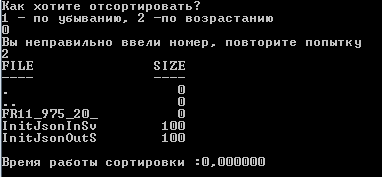 Как хотите отсортировать?
1 - по убыванию, 2 -по возрастанию
0
Вы неправильно ввели номер, повторите попытку
2
FILE SIZE
. 0
.. 0
FR11_975_20_ 0
InitJsonInSv 100
InitJsonOutS 100
Время работы сортировки :0,000000